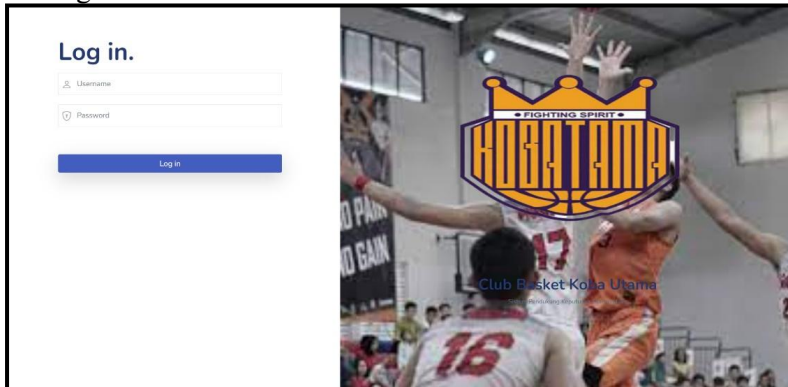 Log in.
Username
Password
Log in
• FIGHTING SPIRIT •
KOBATAMA
NO PAIN
NO GAIN
17
16
Club Basket Koba Utama